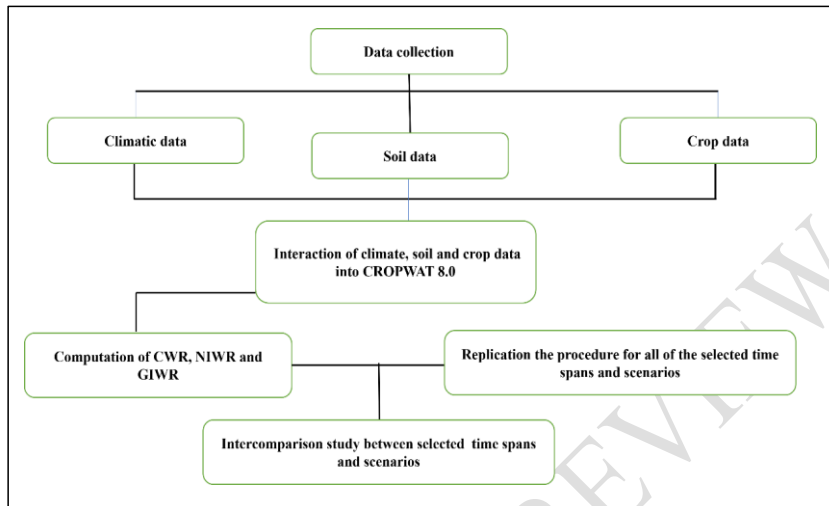 Data collection
Climatic data
Soil data
Crop data
Interaction of climate, soil and crop data
into CROPWAT 8.0
Computation of CWR, NIWR and
GIWR
Replication the procedure for all of the selected time
spans and scenarios
Intercomparison study between selected time spans
and scenarios
REVIEW